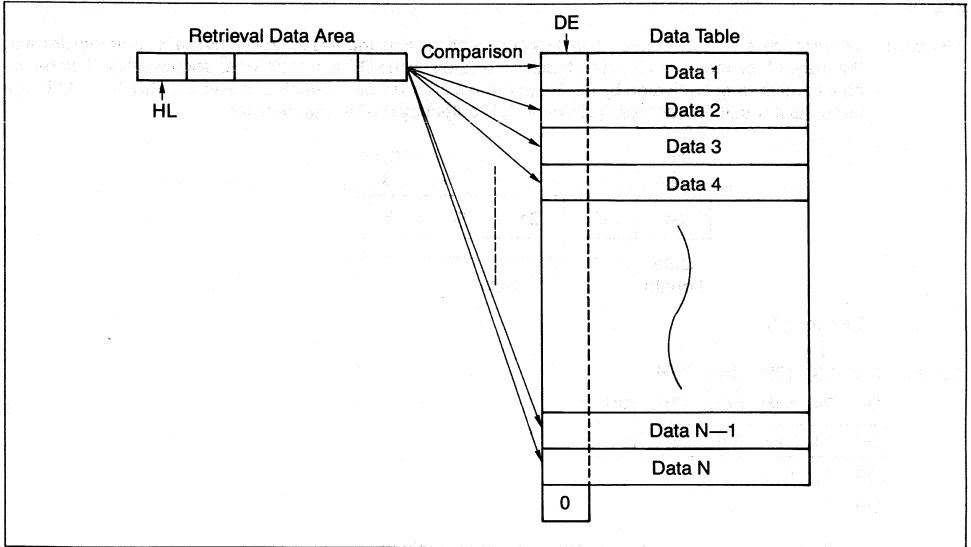 DE
Retrieval Data Area
Comparison
Data Table
HL
Data 1
Data 2
Data 3
Data 4
Data N—1
Data N
0